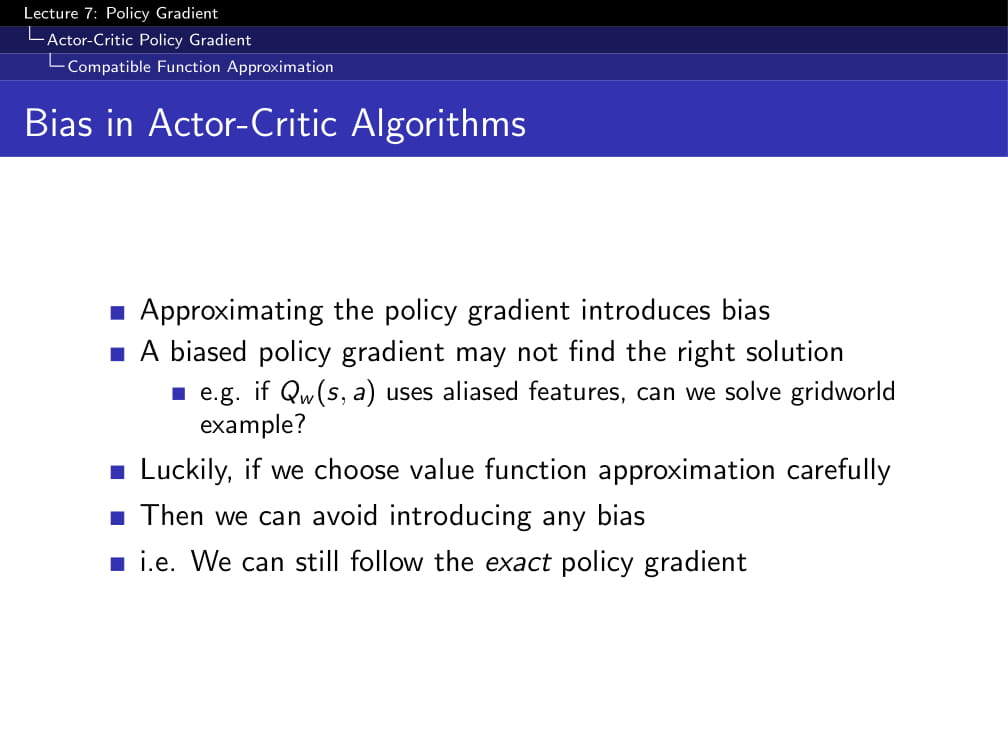 Lecture 7: Policy Gradient
Actor-Critic Policy Gradient
Compatible Function Approximation
Bias in Actor-Critic Algorithms
Approximating the policy gradient introduces bias
A biased policy gradient may not find the right solution
e.g. if Q_w(s, a) uses aliased features, can we solve gridworld
example?
Luckily, if we choose value function approximation carefully
Then we can avoid introducing any bias
i.e. We can still follow the exact policy gradient